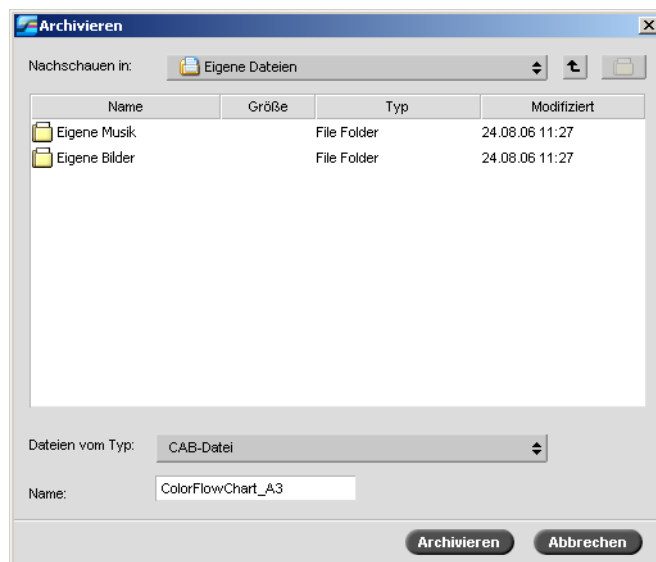 Archivieren
Nachschauen in: Eigene Dateien
Name Größe Typ Modifiziert
Eigene Musik File Folder 24.08.06 11:27
Eigene Bilder File Folder 24.08.06 11:27
Dateien vom Typ: CAB-Datei
Name: ColorFlowChart_A3
Archivieren Abbrechen